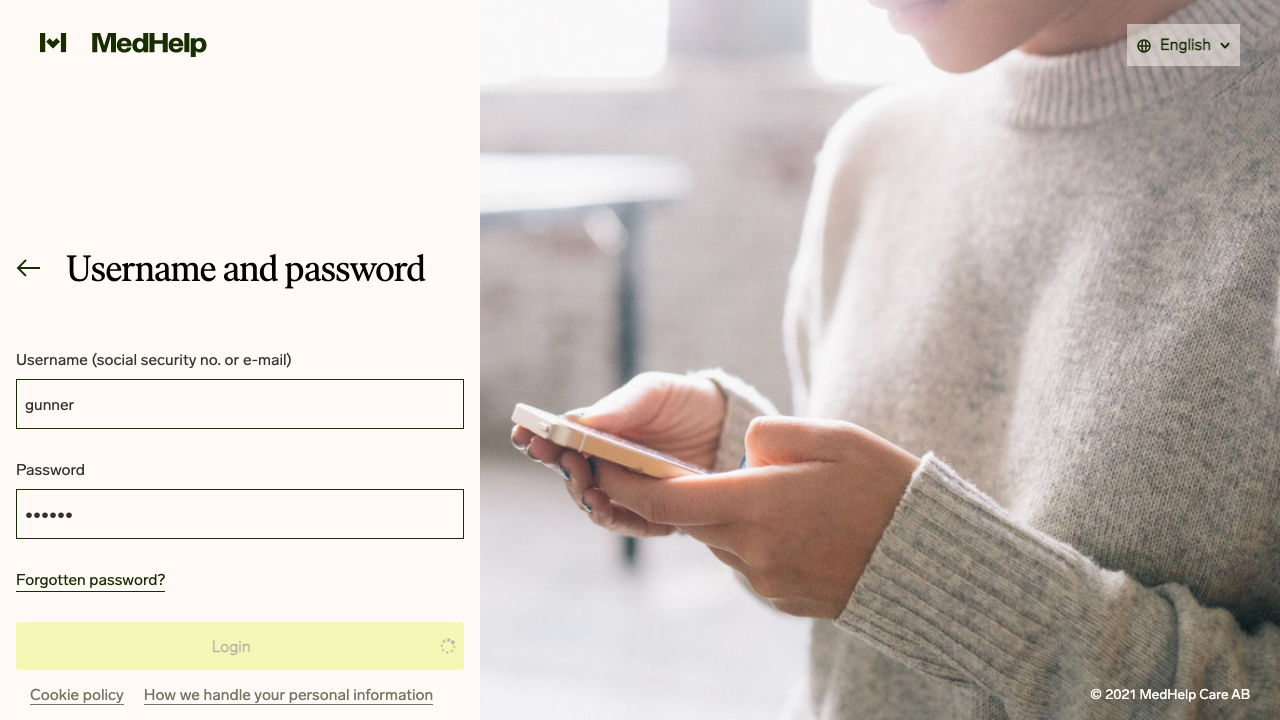 MedHelp
English
Username and password
Username (social security no. or e-mail)
gunner
Password
••••••
Forgotten password?
Login
Cookie policy
How we handle your personal information
© 2021 MedHelp Care AB